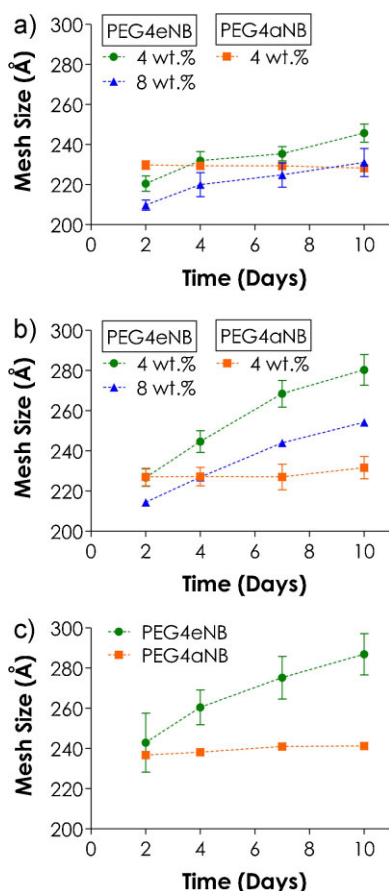 a)
PEG4eNB PEG4aNB
4 wt.% 4 wt.%
8 wt.%
Mesh Size (Å)
300
280
260
240
220
200
0 2 4 6 8 10
Time (Days)
b)
PEG4eNB PEG4aNB
4 wt.% 4 wt.%
8 wt.%
Mesh Size (Å)
300
280
260
240
220
200
0 2 4 6 8 10
Time (Days)
c)
PEG4eNB
PEG4aNB
Mesh Size (Å)
300
280
260
240
220
200
0 2 4 6 8 10
Time (Days)